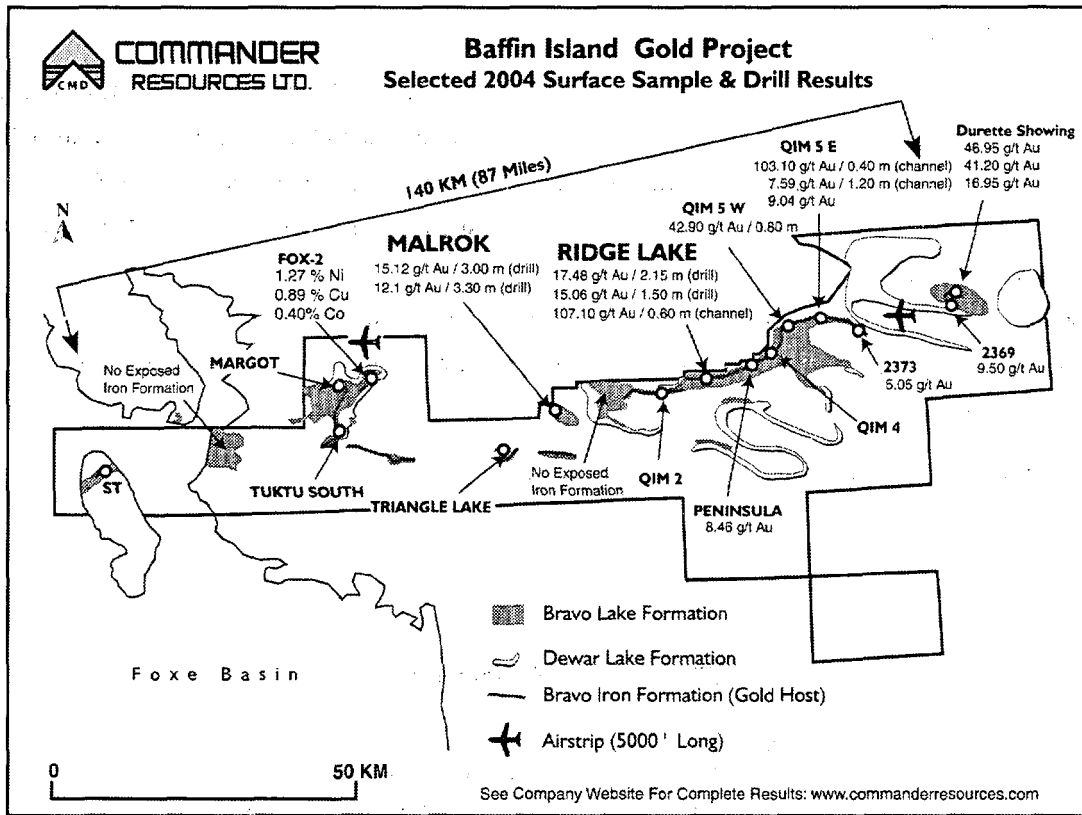 COMMANDER
RESOURCES LTD.
CMD
Baffin Island Gold Project
Selected 2004 Surface Sample & Drill Results
140 KM (87 Miles)
N
Durette Showing
46.95 g/t Au
41.20 g/t Au
16.95 g/t Au
QIM 5 E
103.10 g/t Au / 0.40 m (channel)
7.59 g/t Au / 1.20 m (channel)
9.04 g/t Au
QIM 5 W
42.90 g/t Au / 0.80 m
MALROK
15.12 g/t Au / 3.00 m (drill)
12.1 g/t Au / 3.30 m (drill)
RIDGE LAKE
17.48 g/t Au / 2.15 m (drill)
15.06 g/t Au / 1.50 m (drill)
107.10 g/t Au / 0.60 m (channel)
FOX-2
1.27 % Ni
0.89 % Cu
0.40% Co
MARGOT
No Exposed
Iron Formation
2373
5.05 g/t Au
2369
9.50 g/t Au
QIM 4
ST
TUKTU SOUTH
TRIANGLE LAKE
No Exposed
Iron Formation
QIM 2
PENINSULA
8.46 g/t Au
Foxe Basin
Bravo Lake Formation
Dewar Lake Formation
Bravo Iron Formation (Gold Host)
Airstrip (5000 ' Long)
0
50 KM
See Company Website For Complete Results: www.commanderresources.com